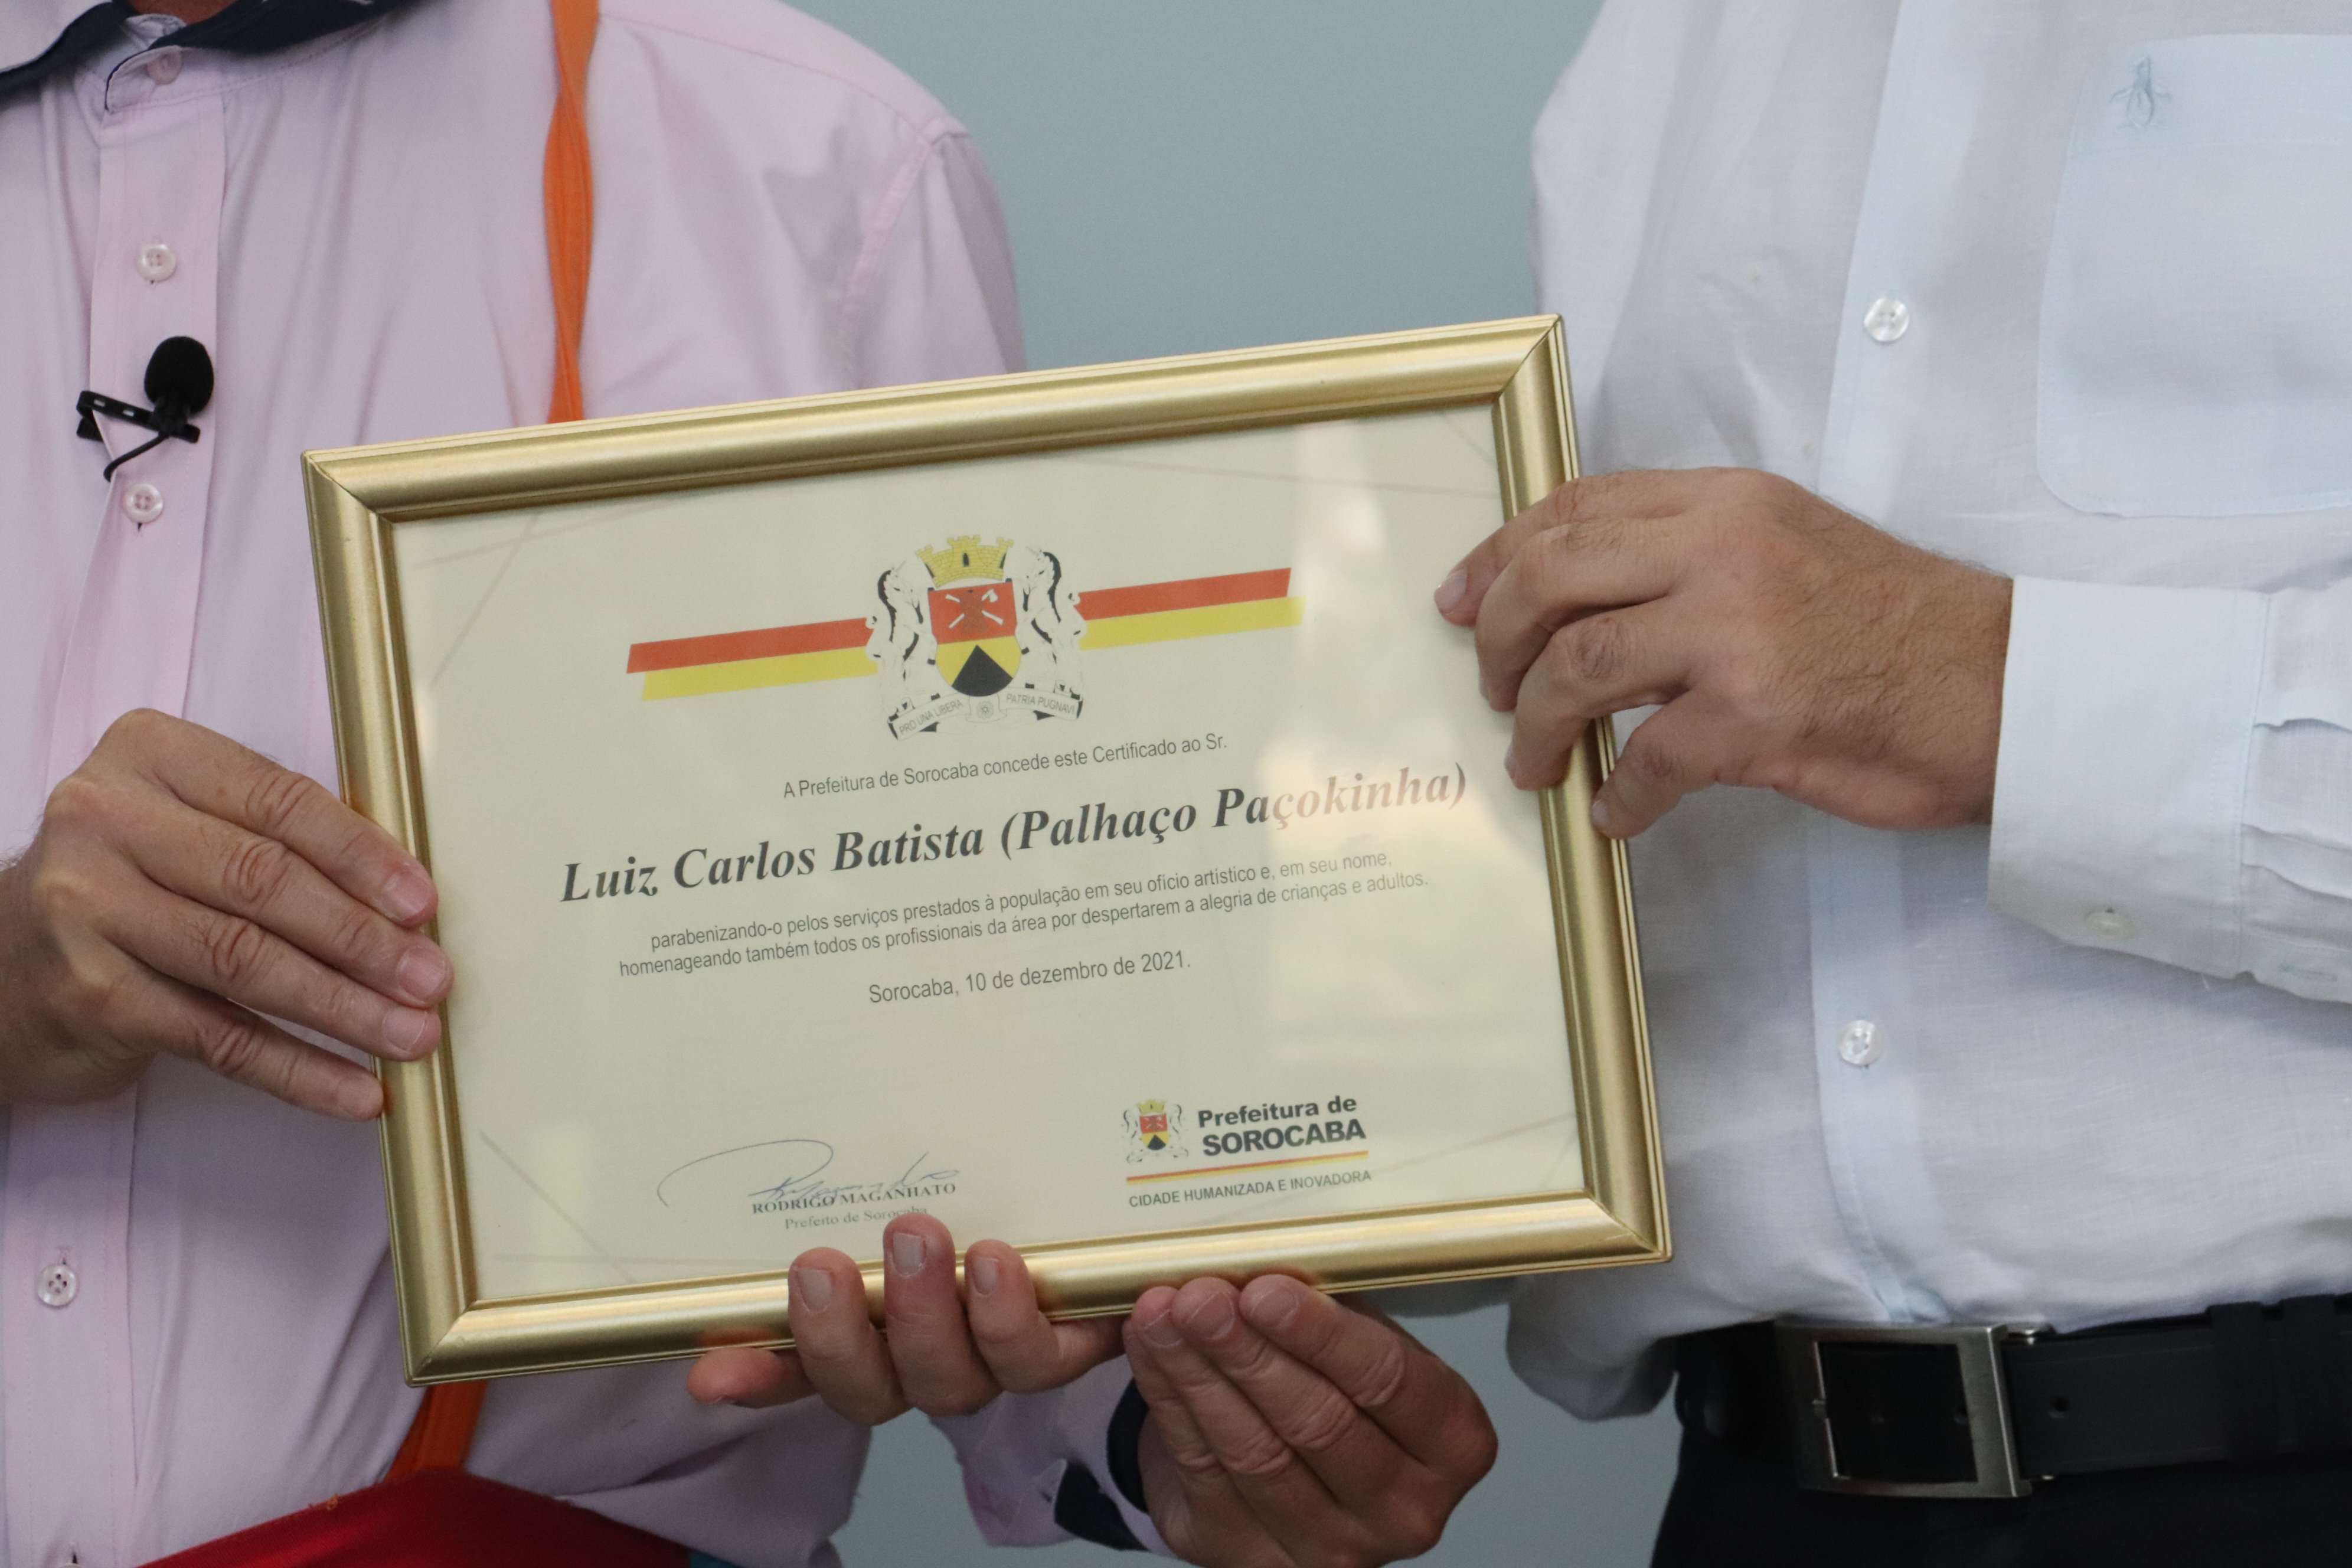 PRO UNA LIBERA PATRIA PUGNAVI
A Prefeitura de Sorocaba concede este Certificado ao Sr.
Luiz Carlos Batista (Palhaço Paçokinha)
parabenizando-o pelos serviços prestados à população em seu ofício artístico e, em seu nome,
homenageando também todos os profissionais da área por despertarem a alegria de crianças e adultos.
Sorocaba, 10 de dezembro de 2021.
RODRIGO MAGANHATO
Prefeito de Sorocaba
Prefeitura de
SOROCABA
CIDADE HUMANIZADA E INOVADORA